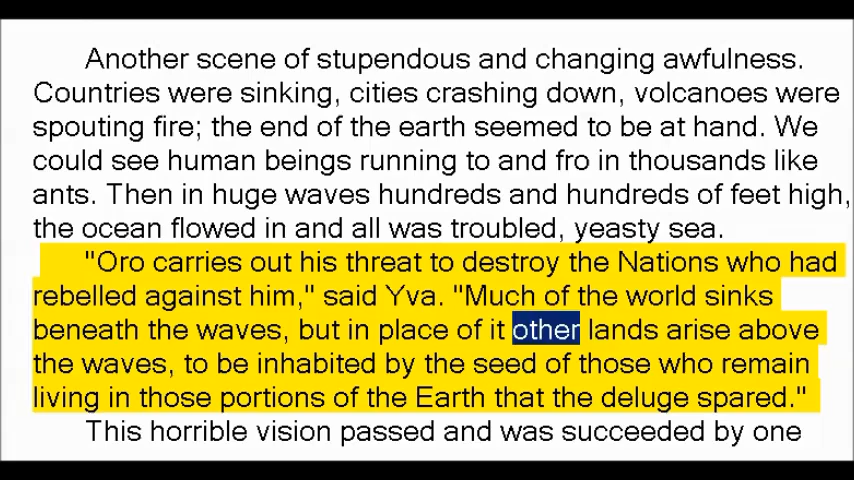 Another scene of stupendous and changing awfulness.
Countries were sinking, cities crashing down, volcanoes were
spouting fire; the end of the earth seemed to be at hand. We
could see human beings running to and fro in thousands like
ants. Then in huge waves hundreds and hundreds of feet high,
the ocean flowed in and all was troubled, yeasty sea.
"Oro carries out his threat to destroy the Nations who had
rebelled against him," said Yva. "Much of the world sinks
beneath the waves, but in place of it other lands arise above
the waves, to be inhabited by the seed of those who remain
living in those portions of the Earth that the deluge spared."
This horrible vision passed and was succeeded by one